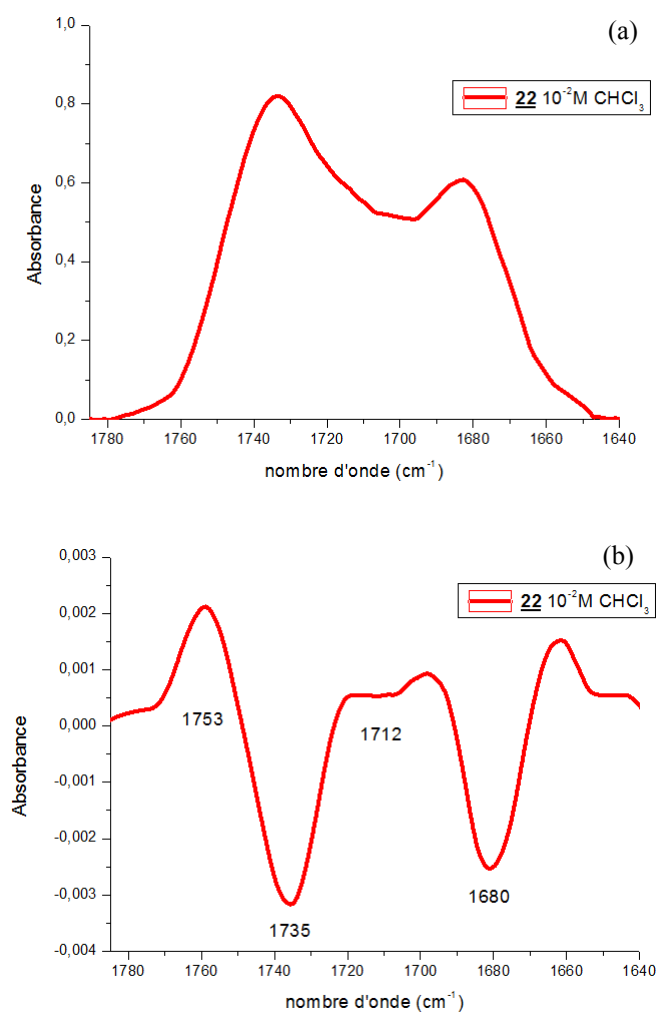 (a)
22 10-2M CHCl3
1,0
0,8
0,6
0,4
0,2
0,0
Absorbance
1780 1760 1740 1720 1700 1680 1660 1640
nombre d'onde (cm-1)
(b)
22 10-2M CHCl3
0,003
0,002
0,001
0,000
-0,001
-0,002
-0,003
-0,004
Absorbance
1753
1712
1735
1680
1780 1760 1740 1720 1700 1680 1660 1640
nombre d'onde (cm-1)